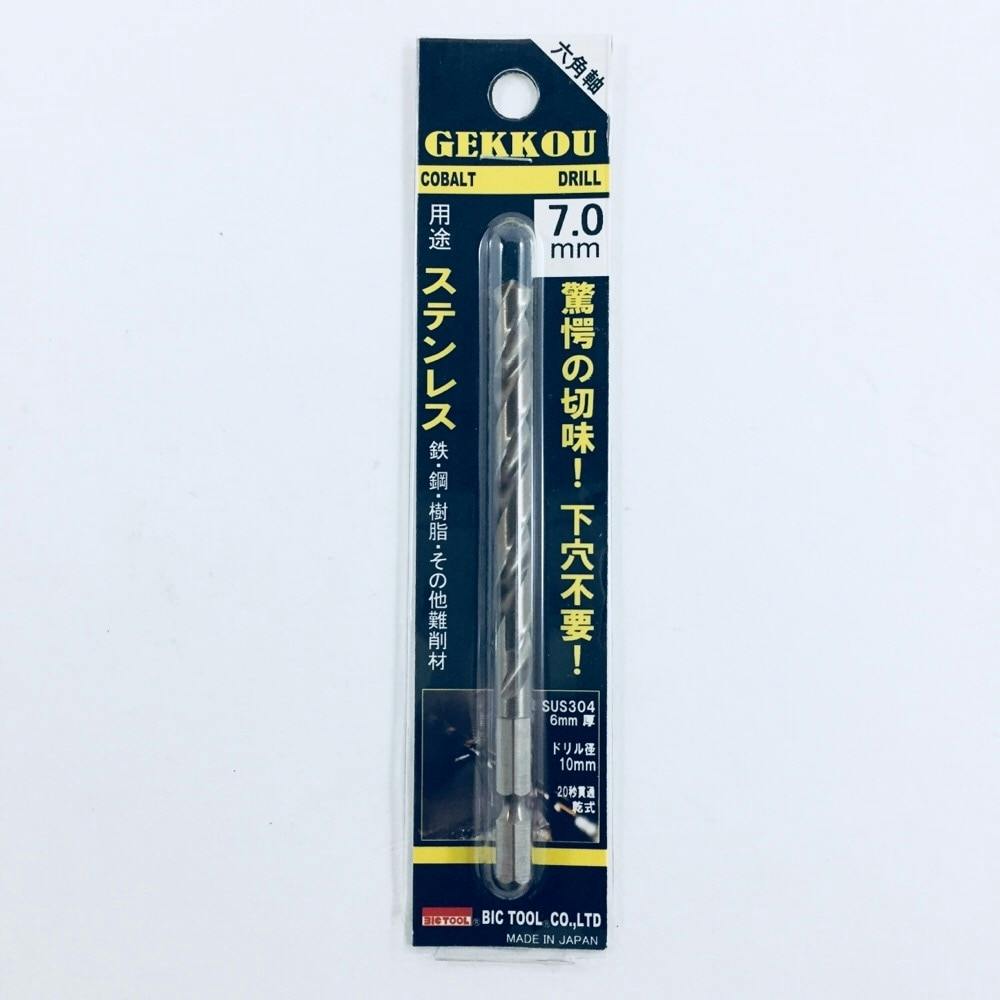 六角軸
GEKKOU
COBALT DRILL
7.0
mm
用途
ステンレス
鉄・鋼・樹脂・その他難削材
驚愕の切味！下穴不要！
SUS304
6mm 厚
ドリル径
10mm
20秒貫通
乾式
BIC TOOL® BIC TOOL CO.,LTD
MADE IN JAPAN